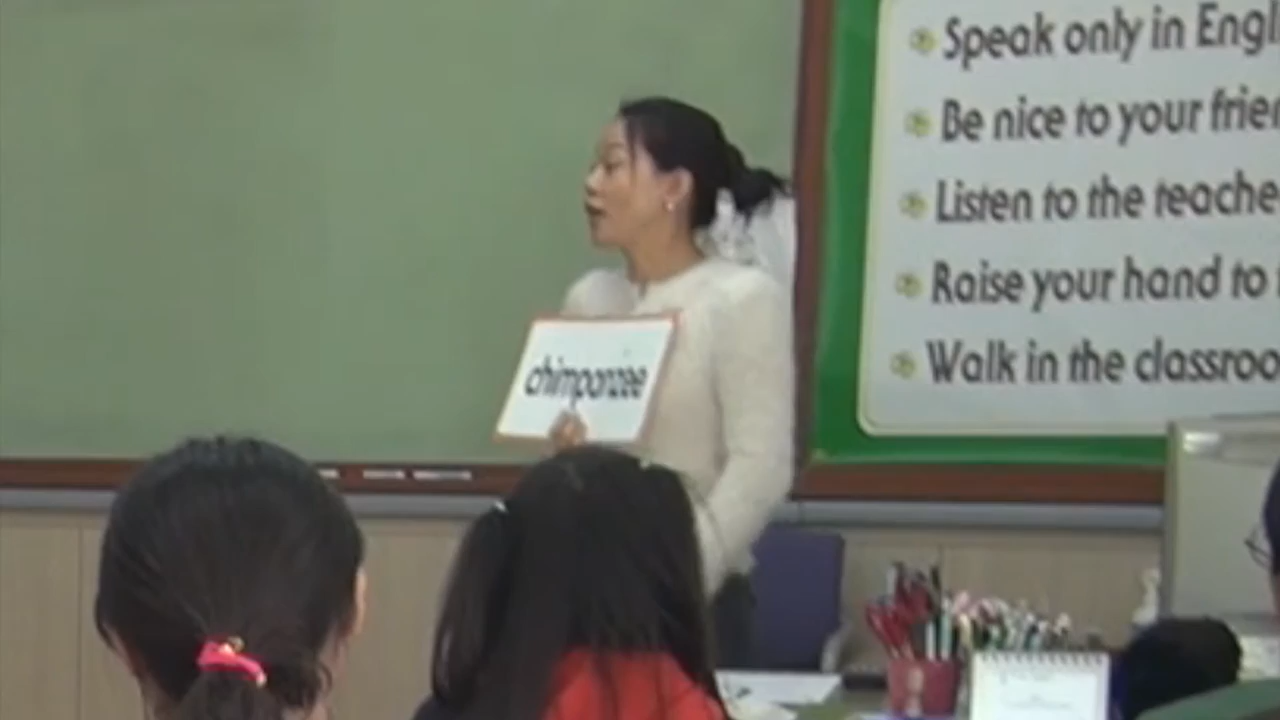 chimpanzee
Speak only in Engl
Be nice to your frien
Listen to the teache
Raise your hand to
Walk in the classroo